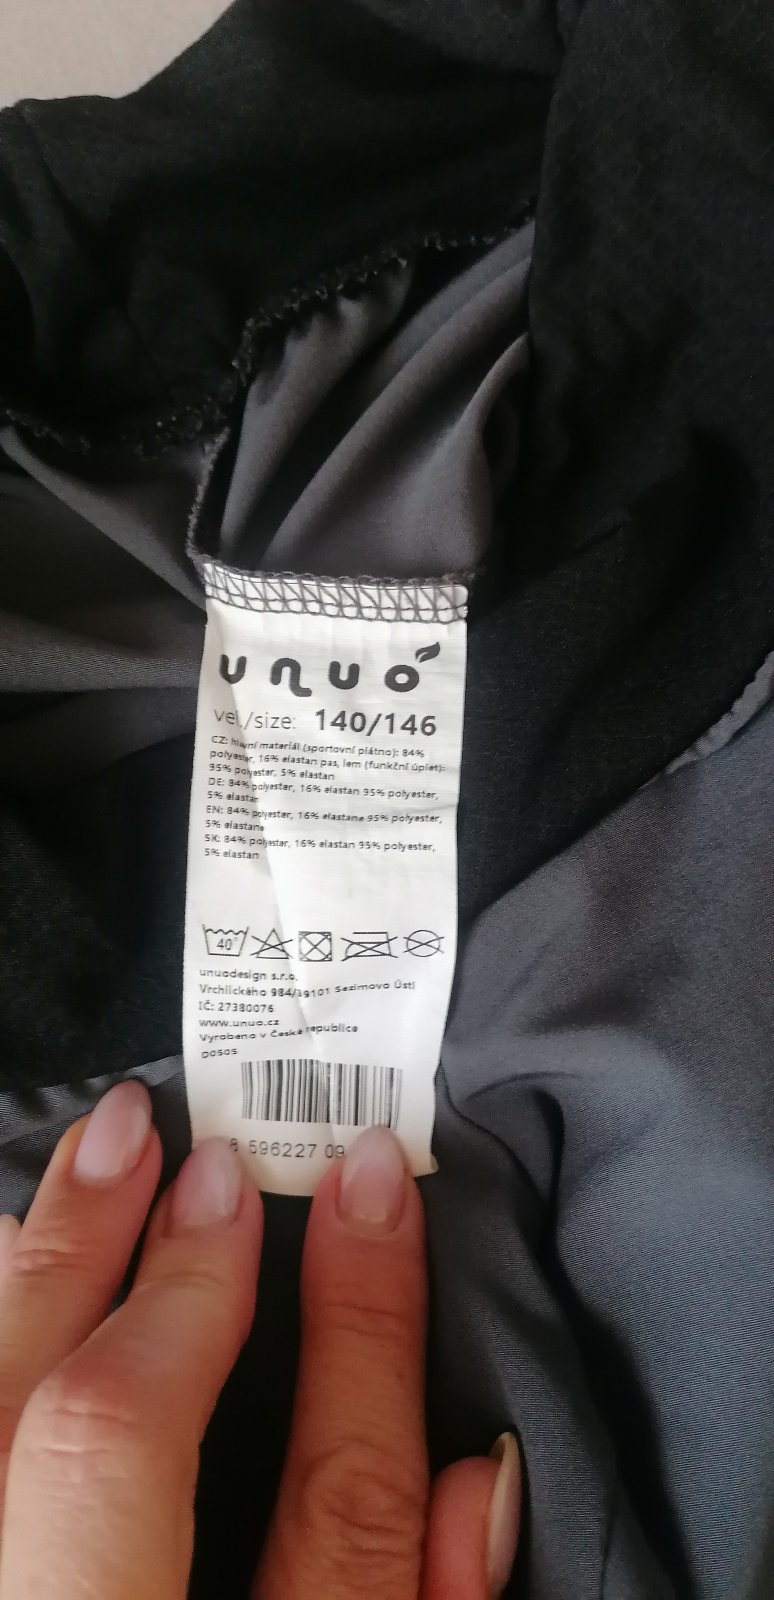 unuo
vel./size: 140/146
CZ: hlavní materiál (sportovní plátno): 84%
polyester, 16% elastan pas, lem (funkční úplet):
95% polyester, 5% elastan
DE: 84% polyester, 16% elastan 95% polyester,
5% elastan
EN: 84% polyester, 16% elastane 95% polyester,
5% elastane
SK: 84% polyester, 16% elastan 95% polyester,
5% elastan
40°
unuodesign s.r.o.
Vrchlického 984/39101 Sezimovo Ústí
IČ: 27380076
www.unuo.cz
Vyrobeno v České republice
8 596227 09